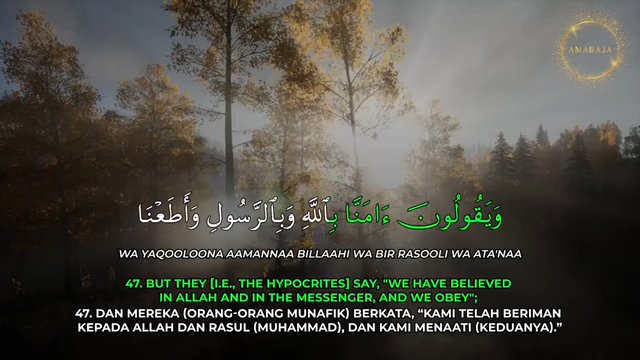 AMARAJA
وَيَقُولُونَ ءَامَنَّا بِٱللَّهِ وَبِٱلرَّسُولِ وَأَطَعْنَا
WA YAQOOLOONA AAMANNAA BILLAAHI WA BIR RASOOLI WA ATA'NAA
47. BUT THEY [I.E., THE HYPOCRITES] SAY, "WE HAVE BELIEVED
IN ALLAH AND IN THE MESSENGER, AND WE OBEY";
47. DAN MEREKA (ORANG-ORANG MUNAFIK) BERKATA, “KAMI TELAH BERIMAN
KEPADA ALLAH DAN RASUL (MUHAMMAD), DAN KAMI MENAATI (KEDUANYA).”